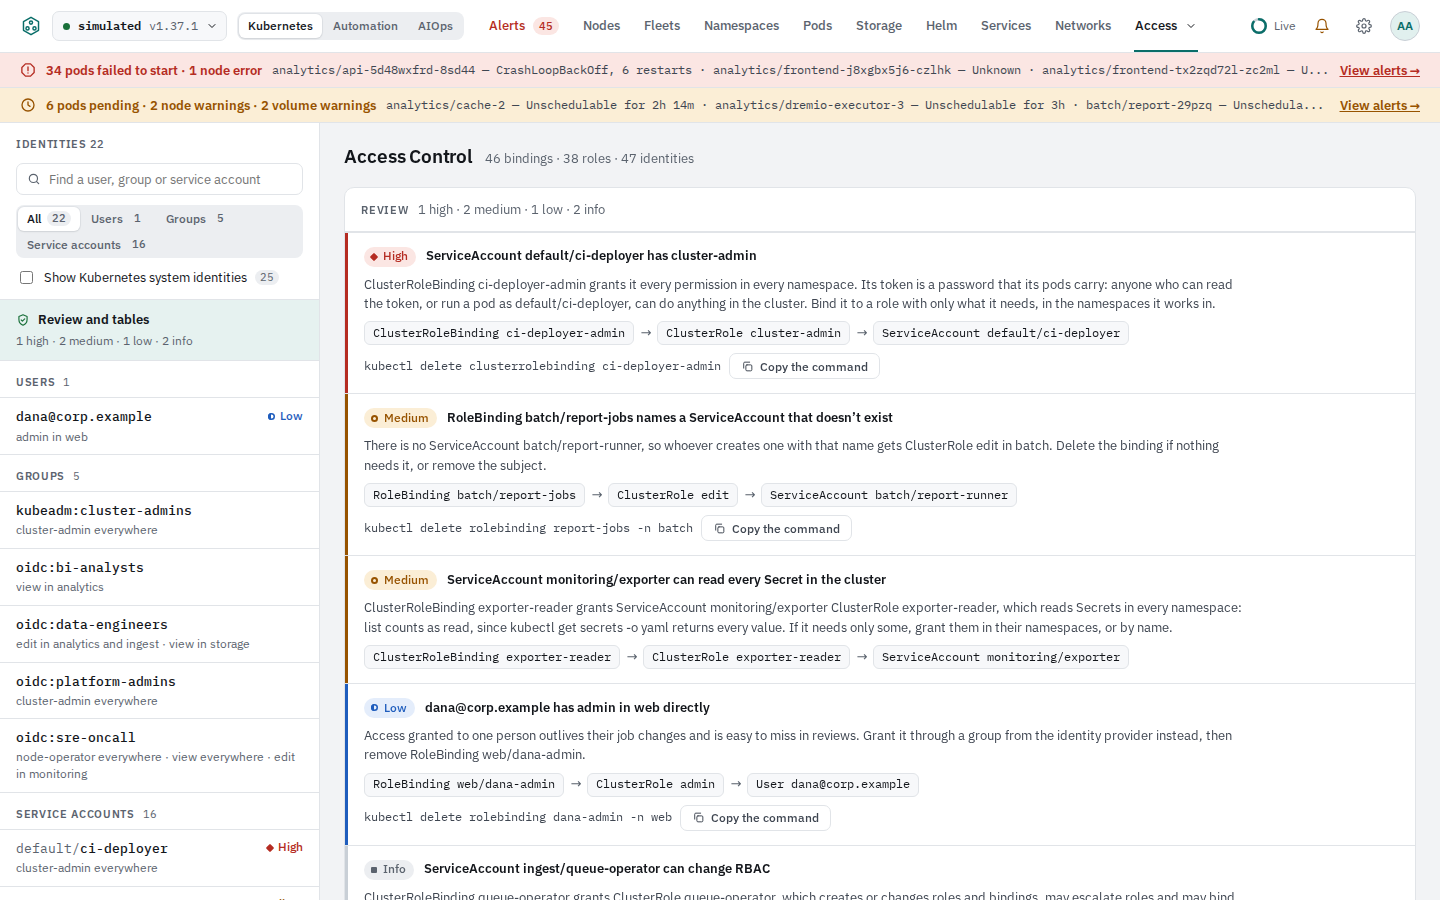 simulated v1.37.1
Kubernetes Automation AIOps
Alerts 45 Nodes Fleets Namespaces Pods Storage Helm Services Networks Access
Live
AA
34 pods failed to start · 1 node error analytics/api-5d48wxfrd-8sd44 — CrashLoopBackOff, 6 restarts · analytics/frontend-j8xgbx5j6-czlhk — Unknown · analytics/frontend-tx2zqd72l-zc2ml — U... View alerts →
6 pods pending · 2 node warnings · 2 volume warnings analytics/cache-2 — Unschedulable for 2h 14m · analytics/dremio-executor-3 — Unschedulable for 3h · batch/report-29pzq — Unschedula... View alerts →
IDENTITIES 22
Find a user, group or service account
All 22 Users 1 Groups 5
Service accounts 16
Show Kubernetes system identities 25
Review and tables
1 high · 2 medium · 1 low · 2 info
USERS 1
dana@corp.example Low
admin in web
GROUPS 5
kubeadm:cluster-admins
cluster-admin everywhere
oidc:bi-analysts
view in analytics
oidc:data-engineers
edit in analytics and ingest · view in storage
oidc:platform-admins
cluster-admin everywhere
oidc:sre-oncall
node-operator everywhere · view everywhere · edit
in monitoring
SERVICE ACCOUNTS 16
default/ci-deployer High
cluster-admin everywhere
Access Control 46 bindings · 38 roles · 47 identities
REVIEW 1 high · 2 medium · 1 low · 2 info
High ServiceAccount default/ci-deployer has cluster-admin
ClusterRoleBinding ci-deployer-admin grants it every permission in every namespace. Its token is a password that its pods carry: anyone who can read
the token, or run a pod as default/ci-deployer, can do anything in the cluster. Bind it to a role with only what it needs, in the namespaces it works in.
ClusterRoleBinding ci-deployer-admin → ClusterRole cluster-admin → ServiceAccount default/ci-deployer
kubectl delete clusterrolebinding ci-deployer-admin Copy the command
Medium RoleBinding batch/report-jobs names a ServiceAccount that doesn’t exist
There is no ServiceAccount batch/report-runner, so whoever creates one with that name gets ClusterRole edit in batch. Delete the binding if nothing
needs it, or remove the subject.
RoleBinding batch/report-jobs → ClusterRole edit → ServiceAccount batch/report-runner
kubectl delete rolebinding report-jobs -n batch Copy the command
Medium ServiceAccount monitoring/exporter can read every Secret in the cluster
ClusterRoleBinding exporter-reader grants ServiceAccount monitoring/exporter ClusterRole exporter-reader, which reads Secrets in every namespace:
list counts as read, since kubectl get secrets -o yaml returns every value. If it needs only some, grant them in their namespaces, or by name.
ClusterRoleBinding exporter-reader → ClusterRole exporter-reader → ServiceAccount monitoring/exporter
Low dana@corp.example has admin in web directly
Access granted to one person outlives their job changes and is easy to miss in reviews. Grant it through a group from the identity provider instead, then
remove RoleBinding web/dana-admin.
RoleBinding web/dana-admin → ClusterRole admin → User dana@corp.example
kubectl delete rolebinding dana-admin -n web Copy the command
Info ServiceAccount ingest/queue-operator can change RBAC
ClusterRoleBinding queue-operator grants ClusterRole queue-operator, which creates or changes roles and bindings, may escalate roles and may bind